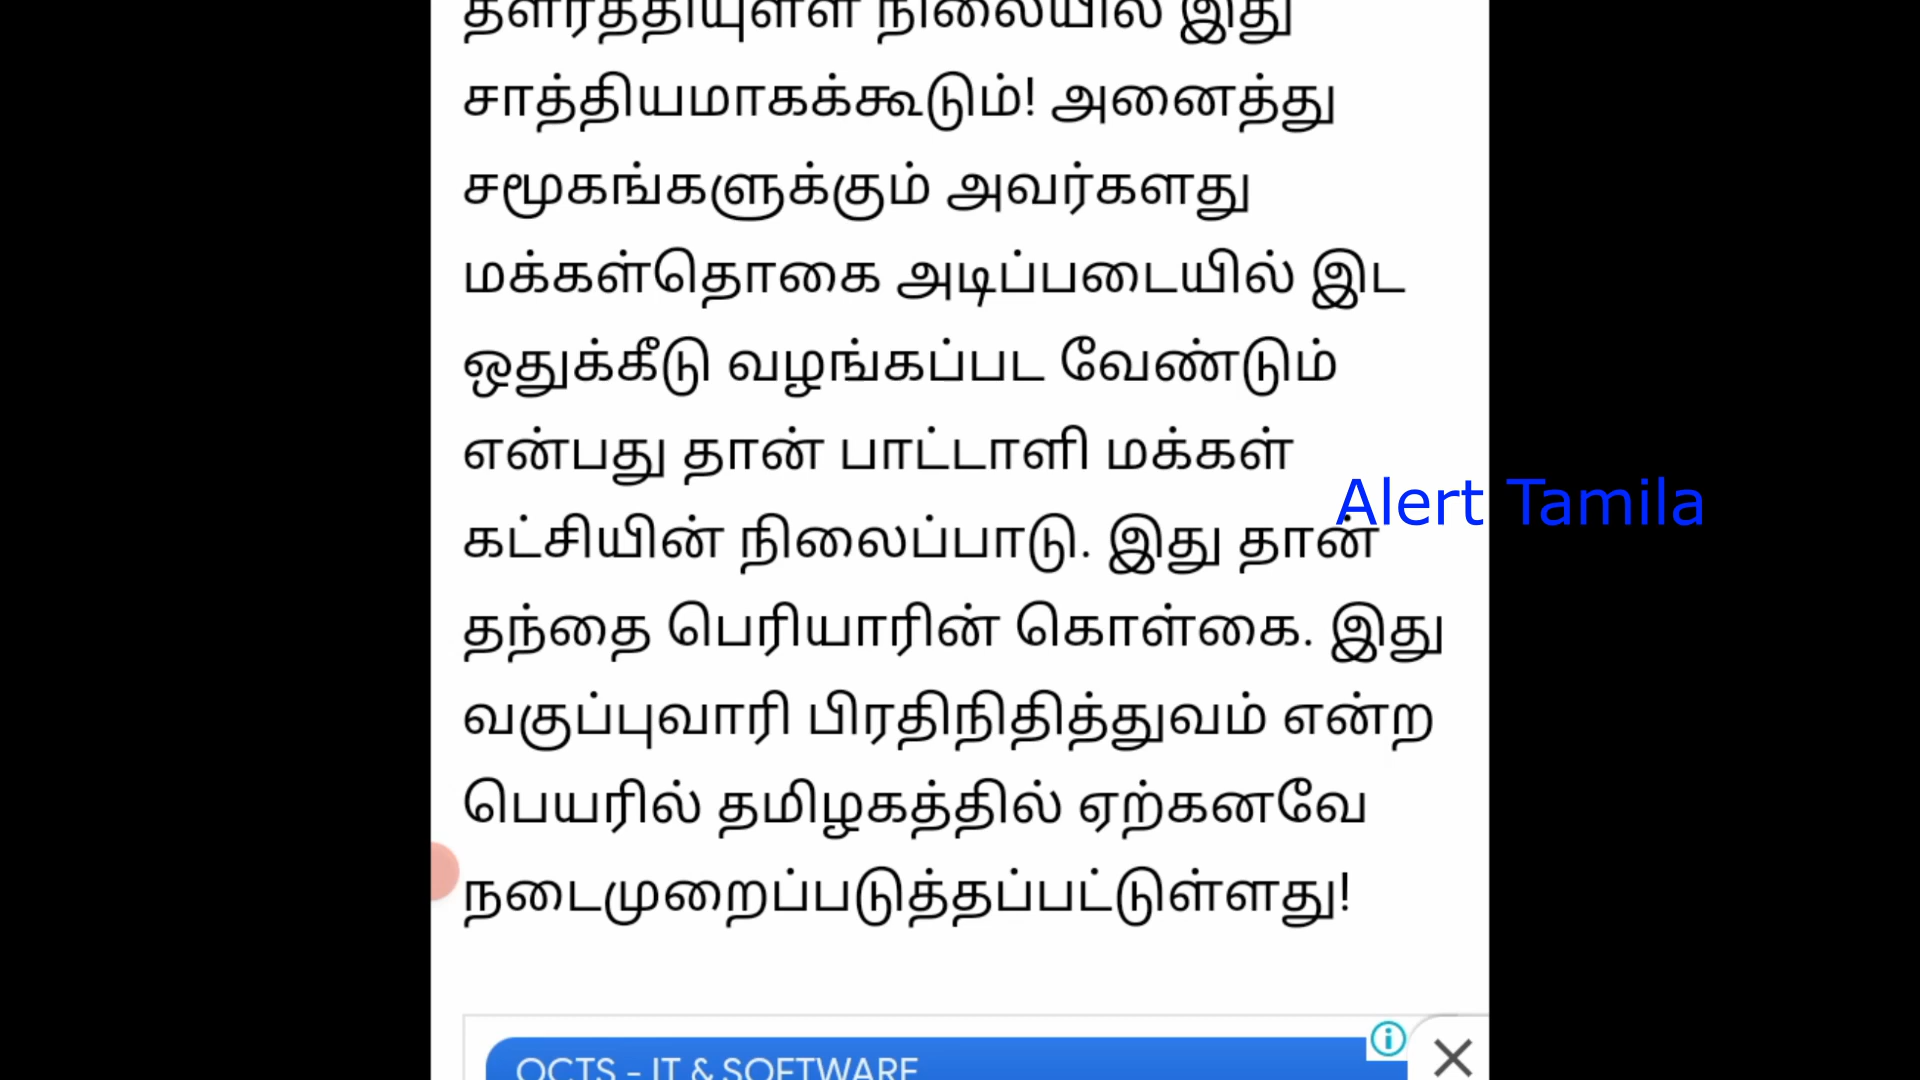 தளர்த்தியுள்ள நிலையில் இது
சாத்தியமாகக்கூடும்! அனைத்து
சமூகங்களுக்கும் அவர்களது
மக்கள்தொகை அடிப்படையில் இட
ஒதுக்கீடு வழங்கப்பட வேண்டும்
என்பது தான் பாட்டாளி மக்கள்
கட்சியின் நிலைப்பாடு. இது தான்
தந்தை பெரியாரின் கொள்கை. இது
வகுப்புவாரி பிரதிநிதித்துவம் என்ற
பெயரில் தமிழகத்தில் ஏற்கனவே
நடைமுறைப்படுத்தப்பட்டுள்ளது!
Alert Tamila
OCTS - IT & SOFTWARE